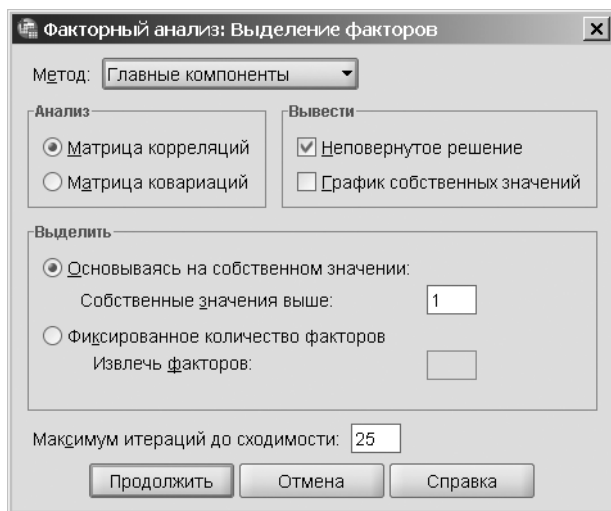 Факторный анализ: Выделение факторов
Метод: Главные компоненты
Анализ
Матрица корреляций
Матрица ковариаций
Вывести
Неповернутое решение
График собственных значений
Выделить
Основываясь на собственном значении:
Собственные значения выше: 1
Фиксированное количество факторов
Извлечь факторов:
Максимум итераций до сходимости: 25
Продолжить Отмена Справка